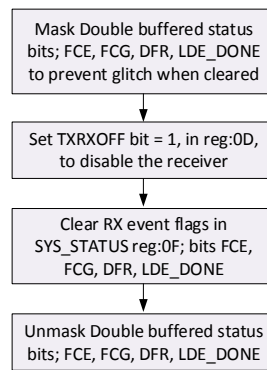 Mask Double buffered status
bits; FCE, FCG, DFR, LDE_DONE
to prevent glitch when cleared
Set TXRXOFF bit = 1, in reg:0D,
to disable the receiver
Clear RX event flags in
SYS_STATUS reg:0F; bits FCE,
FCG, DFR, LDE_DONE
Unmask Double buffered status
bits; FCE, FCG, DFR, LDE_DONE